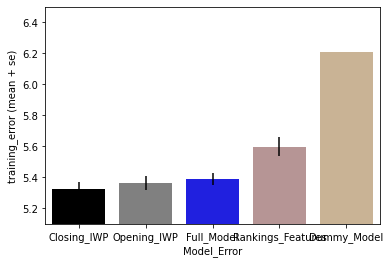 6.4
6.2
6.0
5.8
5.6
5.4
5.2
training_error (mean + se)
Closing_IWP Opening_IWP Full_Model Rankings_Features Dummy_Model
Model_Error